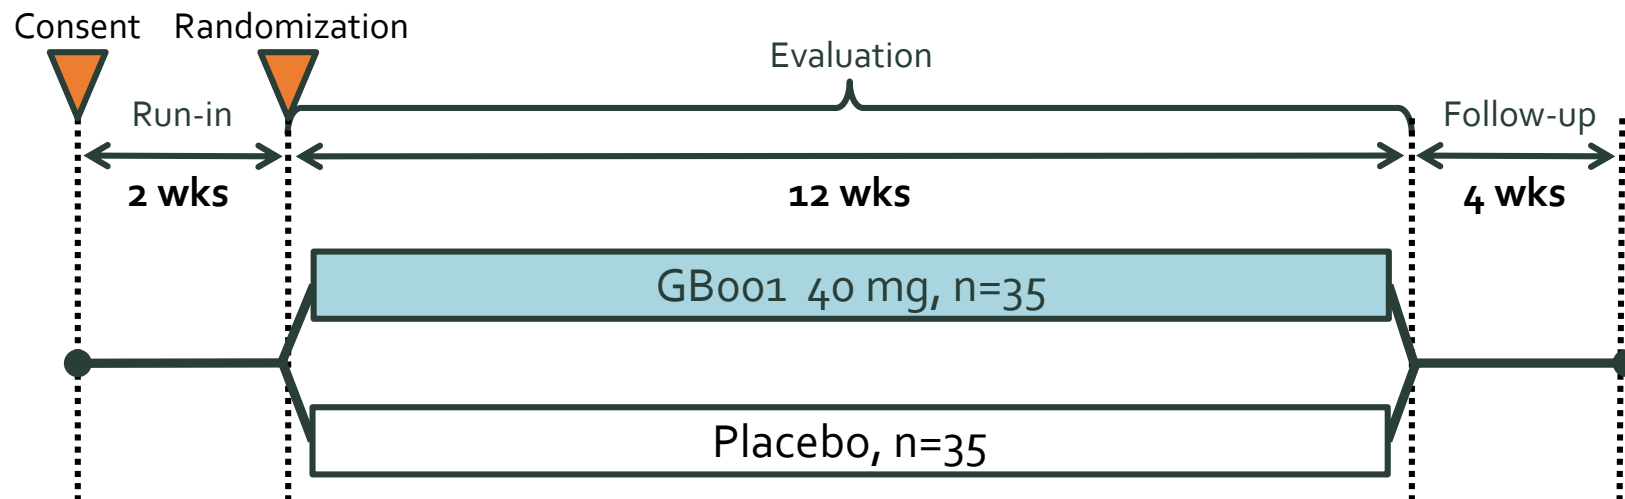 Consent Randomization
Evaluation
Run-in
Follow-up
2 wks
12 wks
4 wks
GB001 40 mg, n=35
Placebo, n=35